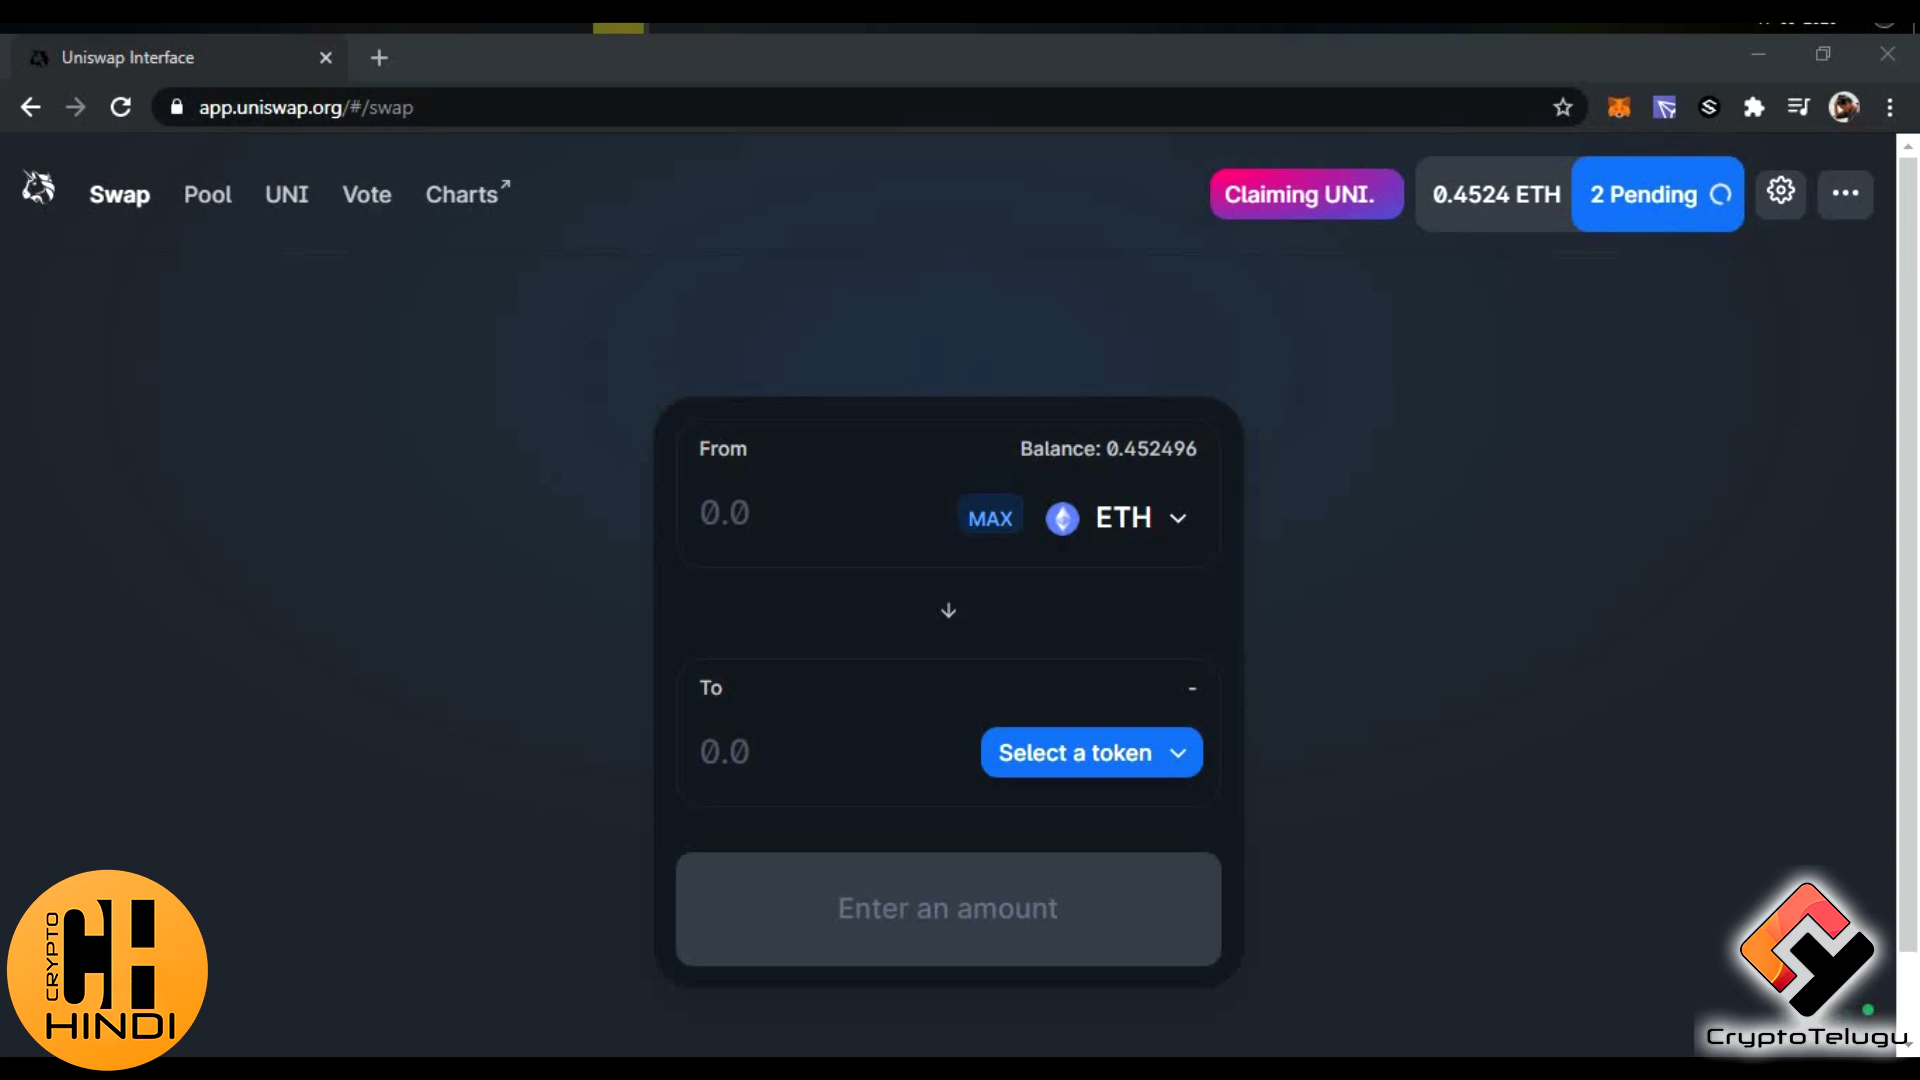 Uniswap Interface
app.uniswap.org/#/swap
Swap Pool UNI Vote Charts↗
Claiming UNI. 0.4524 ETH 2 Pending
From Balance: 0.452496
0.0 MAX ETH
To -
0.0 Select a token
Enter an amount
CRYPTO
CH
HINDI
CryptoTelugu